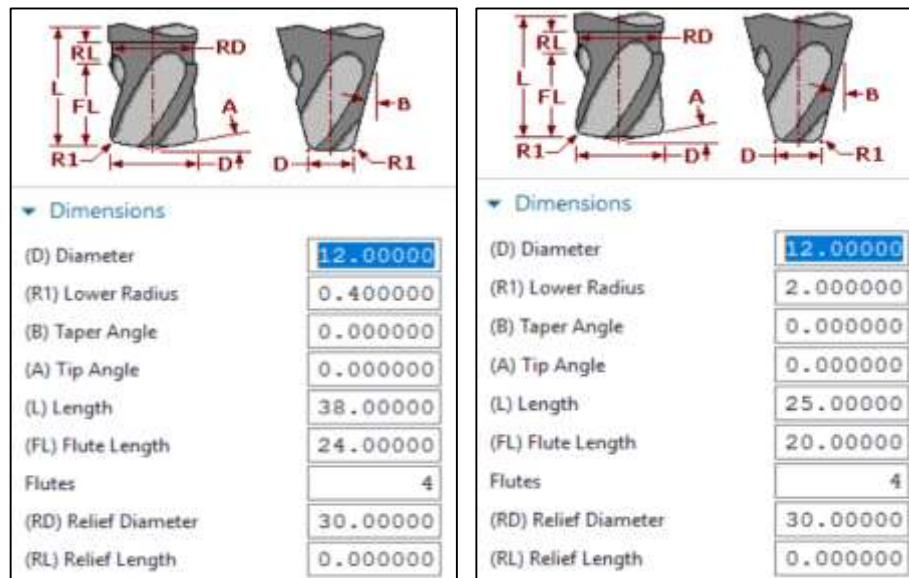 L
RL
FL
RD
A
B
R1
D
D
R1
Dimensions
(D) Diameter 12.00000
(R1) Lower Radius 0.400000
(B) Taper Angle 0.000000
(A) Tip Angle 0.000000
(L) Length 38.00000
(FL) Flute Length 24.00000
Flutes 4
(RD) Relief Diameter 30.00000
(RL) Relief Length 0.000000
L
RL
FL
RD
A
B
R1
D
D
R1
Dimensions
(D) Diameter 12.00000
(R1) Lower Radius 2.000000
(B) Taper Angle 0.000000
(A) Tip Angle 0.000000
(L) Length 25.00000
(FL) Flute Length 20.00000
Flutes 4
(RD) Relief Diameter 30.00000
(RL) Relief Length 0.000000